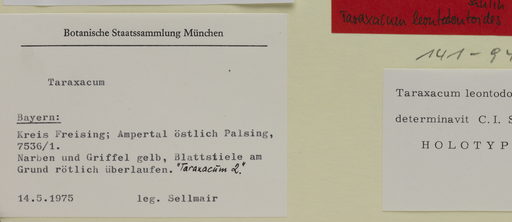 Botanische Staatssammlung München
Taraxacum
Bayern:
Kreis Freising; Ampertal östlich Palsing,
7536/1.
Narben und Griffel gelb, Blattstiele am
Grund rötlich überlaufen. "Taraxacum 2."
14.5.1975 leg. Sellmair
Taraxacum leontodontoides
141-94
Taraxacum leontodo
determinavit C. I. S
HOLOTYP